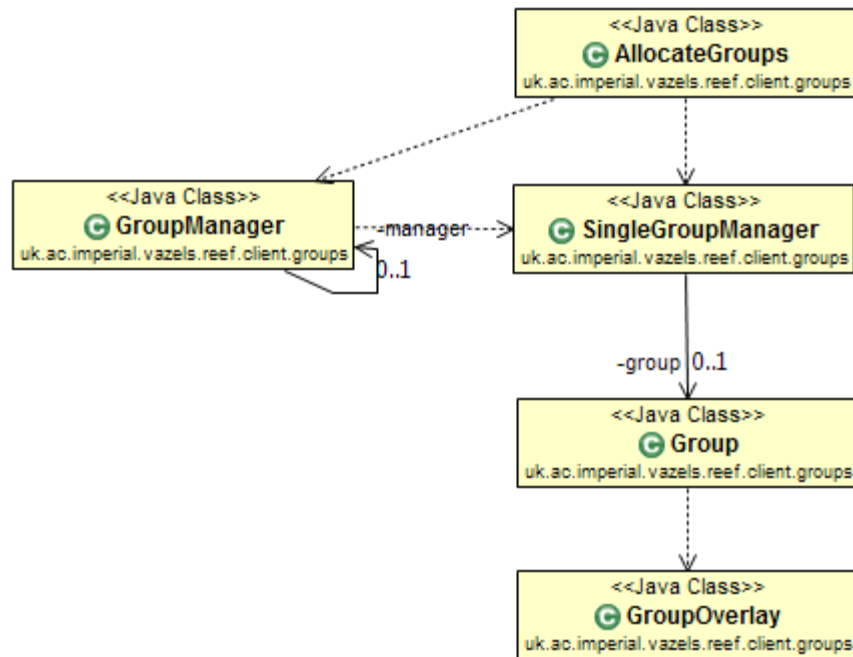 <<Java Class>>
C AllocateGroups
uk.ac.imperial.vazels.reef.client.groups
<<Java Class>>
C GroupManager
uk.ac.imperial.vazels.reef.client.groups
-manager
0..1
<<Java Class>>
C SingleGroupManager
uk.ac.imperial.vazels.reef.client.groups
-group 0..1
<<Java Class>>
C Group
uk.ac.imperial.vazels.reef.client.groups
<<Java Class>>
C GroupOverlay
uk.ac.imperial.vazels.reef.client.groups